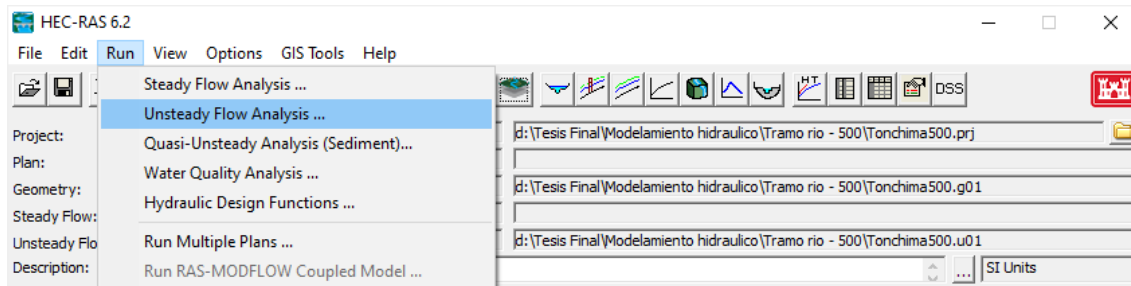 HEC-RAS 6.2
File Edit Run View Options GIS Tools Help
Steady Flow Analysis ...
HT DSS
Unsteady Flow Analysis ...
Project: d:\Tesis Final\Modelamiento hidraulico\Tramo rio - 500\Tonchima500.prj
Quasi-Unsteady Analysis (Sediment)...
Plan:
Water Quality Analysis ...
Geometry: d:\Tesis Final\Modelamiento hidraulico\Tramo rio - 500\Tonchima500.g01
Hydraulic Design Functions ...
Steady Flow:
Unsteady Flo Run Multiple Plans ... d:\Tesis Final\Modelamiento hidraulico\Tramo rio - 500\Tonchima500.u01
Description: Run RAS-MODFLOW Coupled Model ... ... SI Units